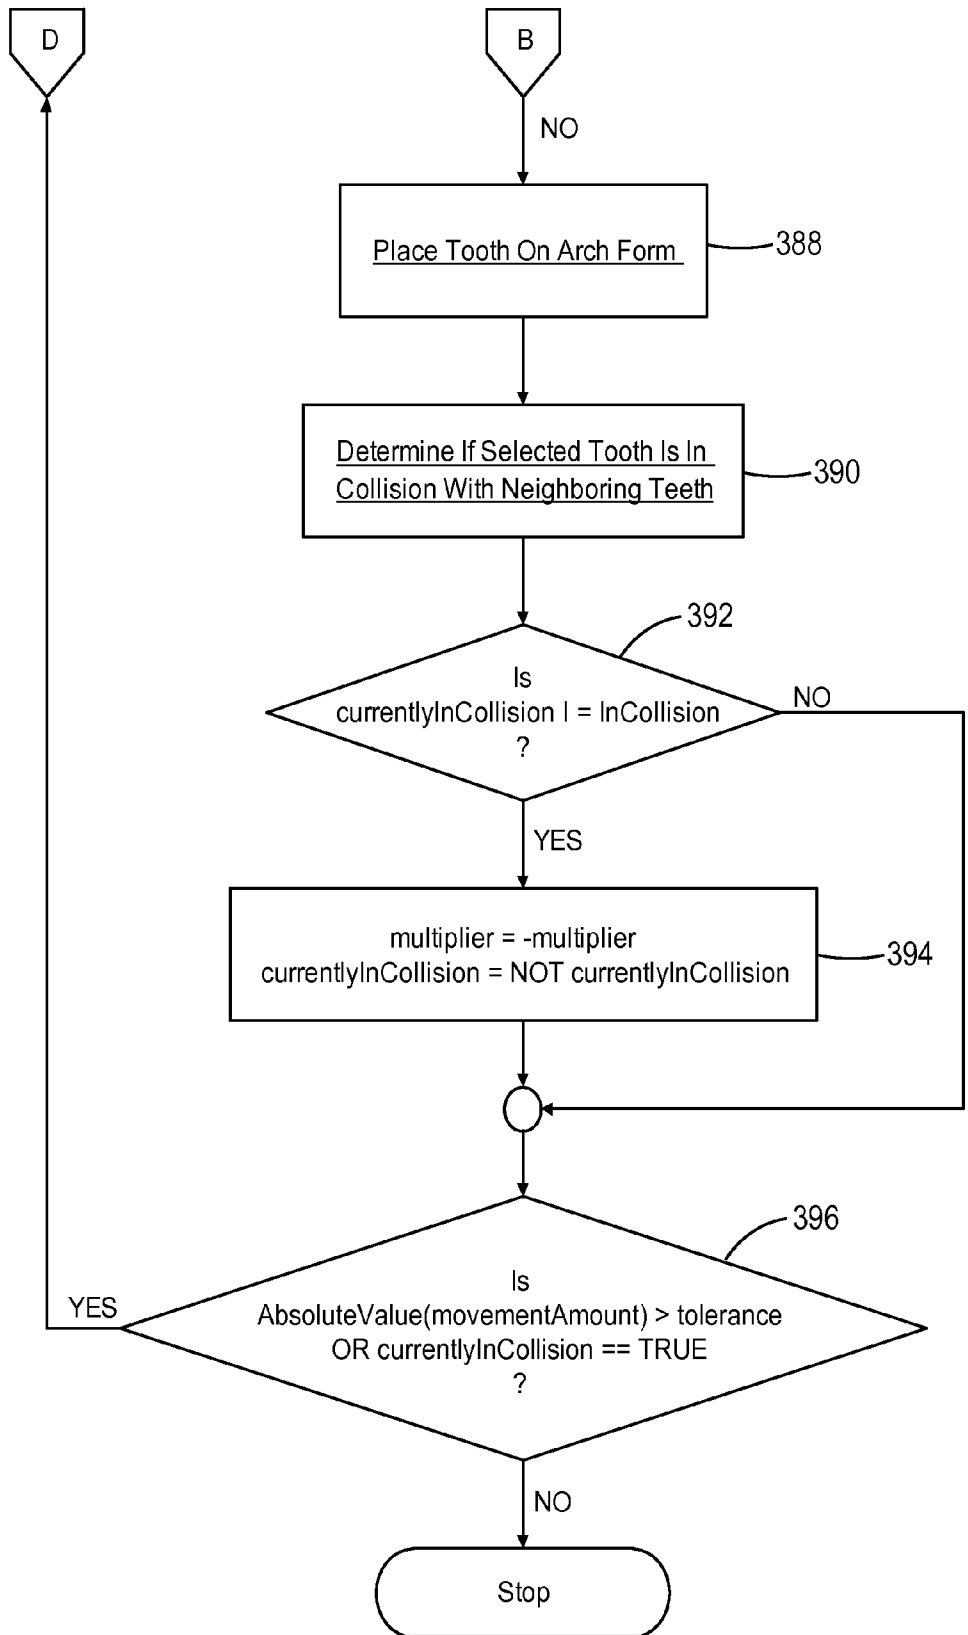 D
B
NO
Place Tooth On Arch Form
388
Determine If Selected Tooth Is In
Collision With Neighboring Teeth
390
392
Is
currentlyInCollision I = InCollision
?
NO
YES
multiplier = -multiplier
currentlyInCollision = NOT currentlyInCollision
394
396
Is
AbsoluteValue(movementAmount) > tolerance
OR currentlyInCollision == TRUE
?
YES
NO
Stop